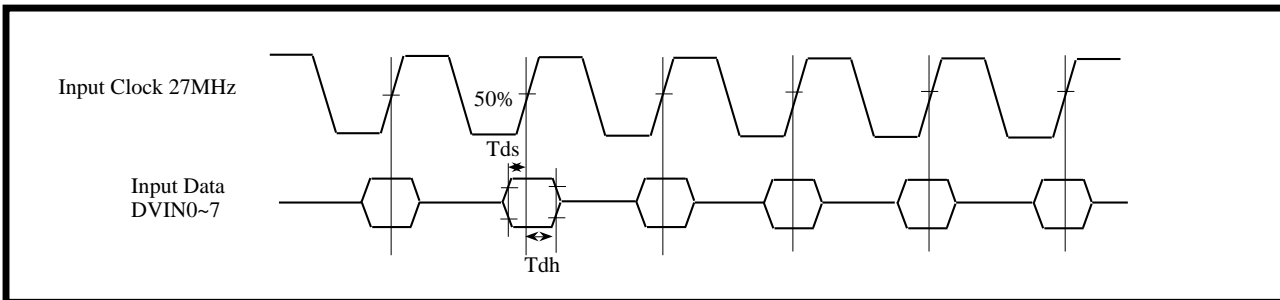 Input Clock 27MHz
50%
Tds
Input Data
DVIN0~7
Tdh